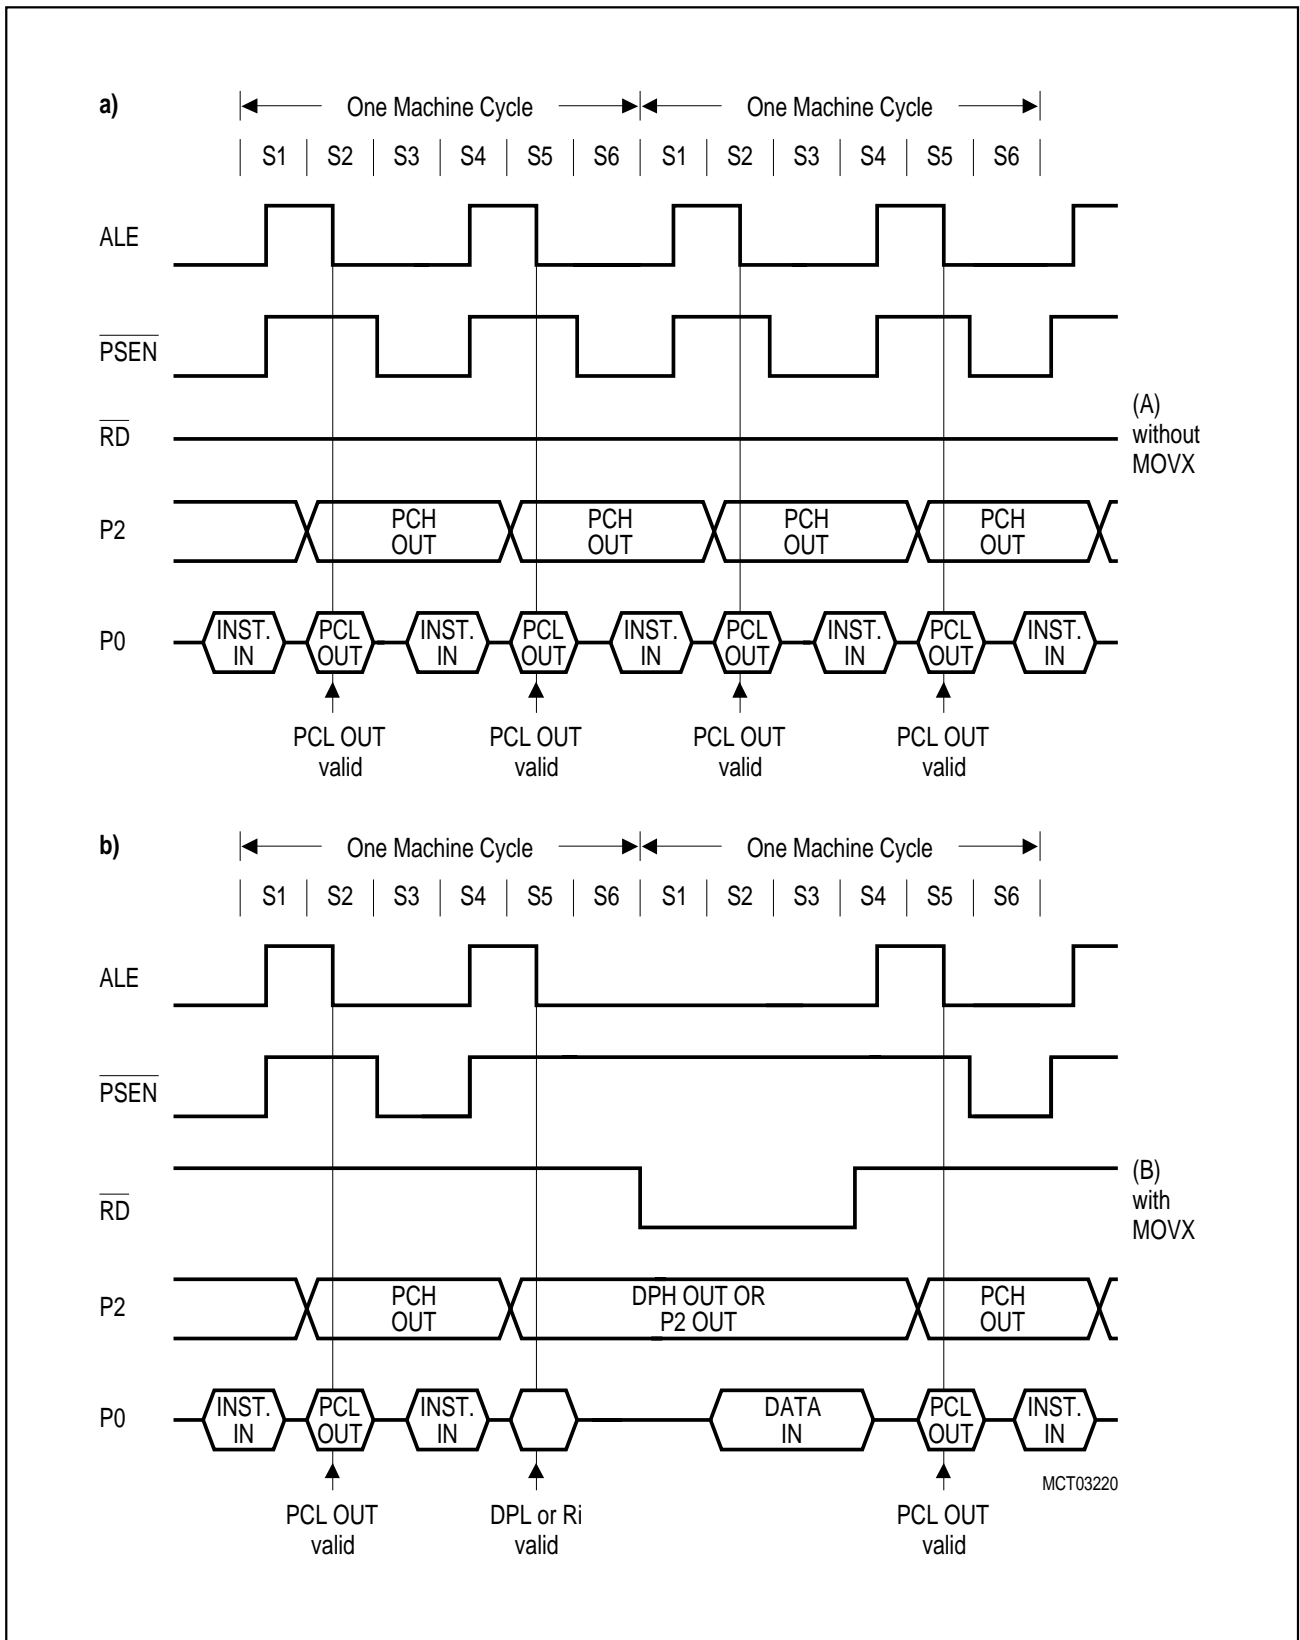 a)
One Machine Cycle One Machine Cycle
S1 S2 S3 S4 S5 S6 S1 S2 S3 S4 S5 S6
ALE
PSEN
(A)
RD
without
MOVX
P2
PCH PCH PCH PCH
OUT OUT OUT OUT
P0
INST. PCL INST. PCL INST. PCL INST. PCL INST.
IN OUT IN OUT IN OUT IN OUT IN
PCL OUT PCL OUT PCL OUT PCL OUT
valid valid valid valid
b)
One Machine Cycle One Machine Cycle
S1 S2 S3 S4 S5 S6 S1 S2 S3 S4 S5 S6
ALE
PSEN
(B)
RD
with
MOVX
P2
PCH DPH OUT OR PCH
OUT P2 OUT OUT
P0
INST. PCL INST. DATA PCL INST.
IN OUT IN IN OUT IN
MCT03220
PCL OUT DPL or Ri PCL OUT
valid valid valid